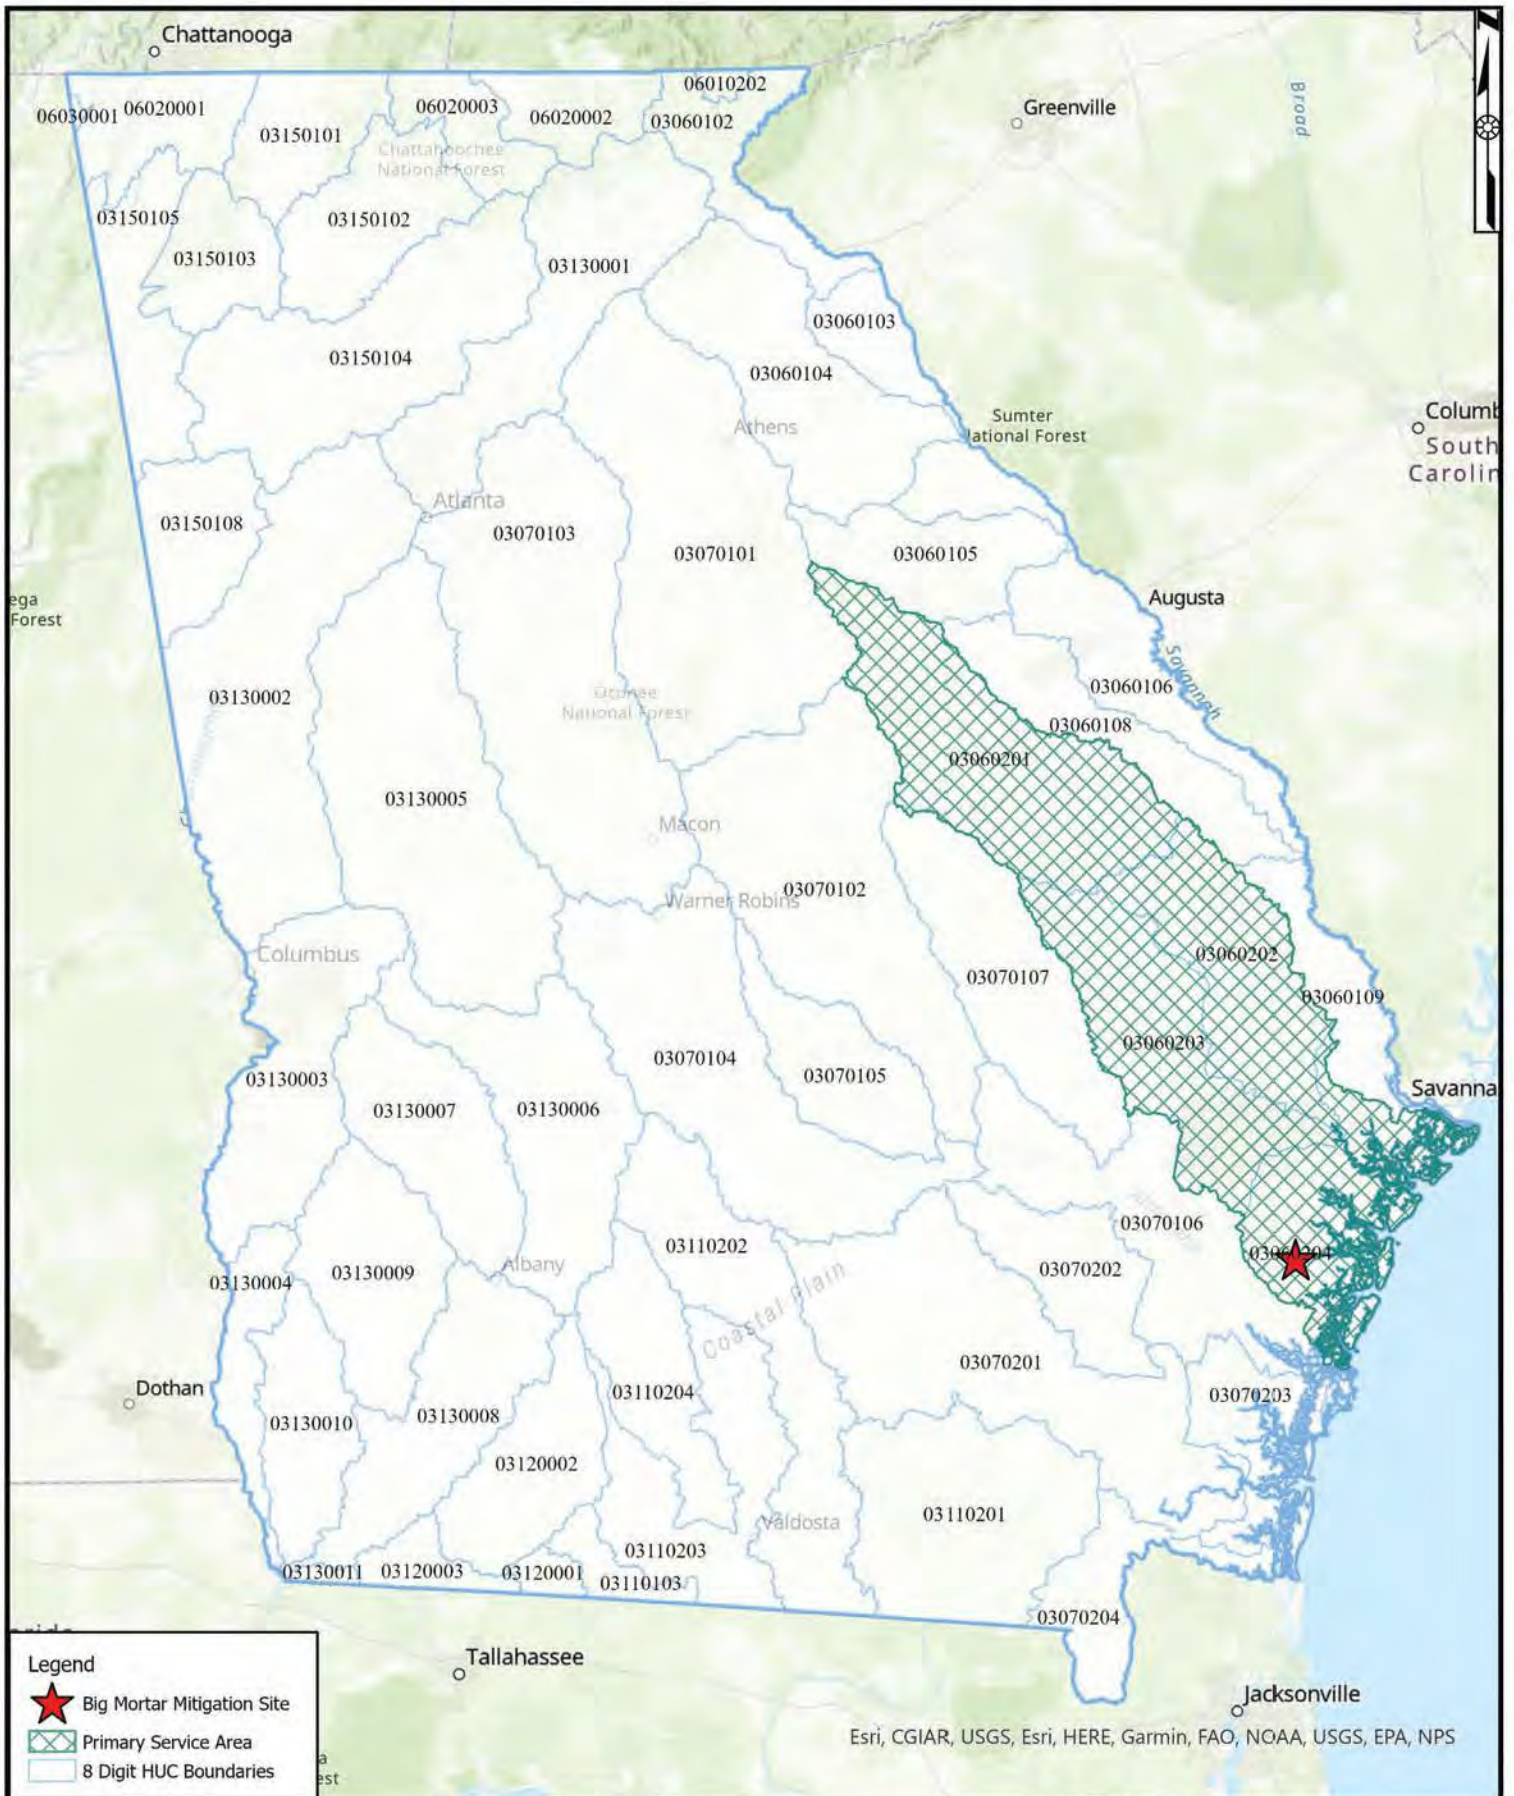 Chattanooga
06010202
06030001
06020001
06020003
06020002
03060102
Greenville
Broad
03150101
Chattahoochee
National Forest
03150105
03150102
03150103
03130001
03060103
03150104
03060104
Athens
Sumter
National Forest
Columb
South
Carolin
Atlanta
03150108
03070103
03070101
03060105
ega
Forest
Augusta
Savannah
03130002
Oconee
National Forest
03060106
03060108
03060201
03130005
Macon
03070102
Warner Robins
Columbus
03060202
03070107
03060109
03060203
03070104
03070105
03130003
03130007
03130006
Savanna
03070106
03110202
03060204
Albany
03130009
03070202
03130004
Coastal Plain
03070201
Dothan
03110204
03070203
03130010
03130008
03120002
03110201
Valdosta
03110203
03130011
03120003
03120001
03110103
03070204
Tallahassee
Jacksonville
Esri, CGIAR, USGS, Esri, HERE, Garmin, FAO, NOAA, USGS, EPA, NPS
Legend
Big Mortar Mitigation Site
Primary Service Area
8 Digit HUC Boundaries
a
est